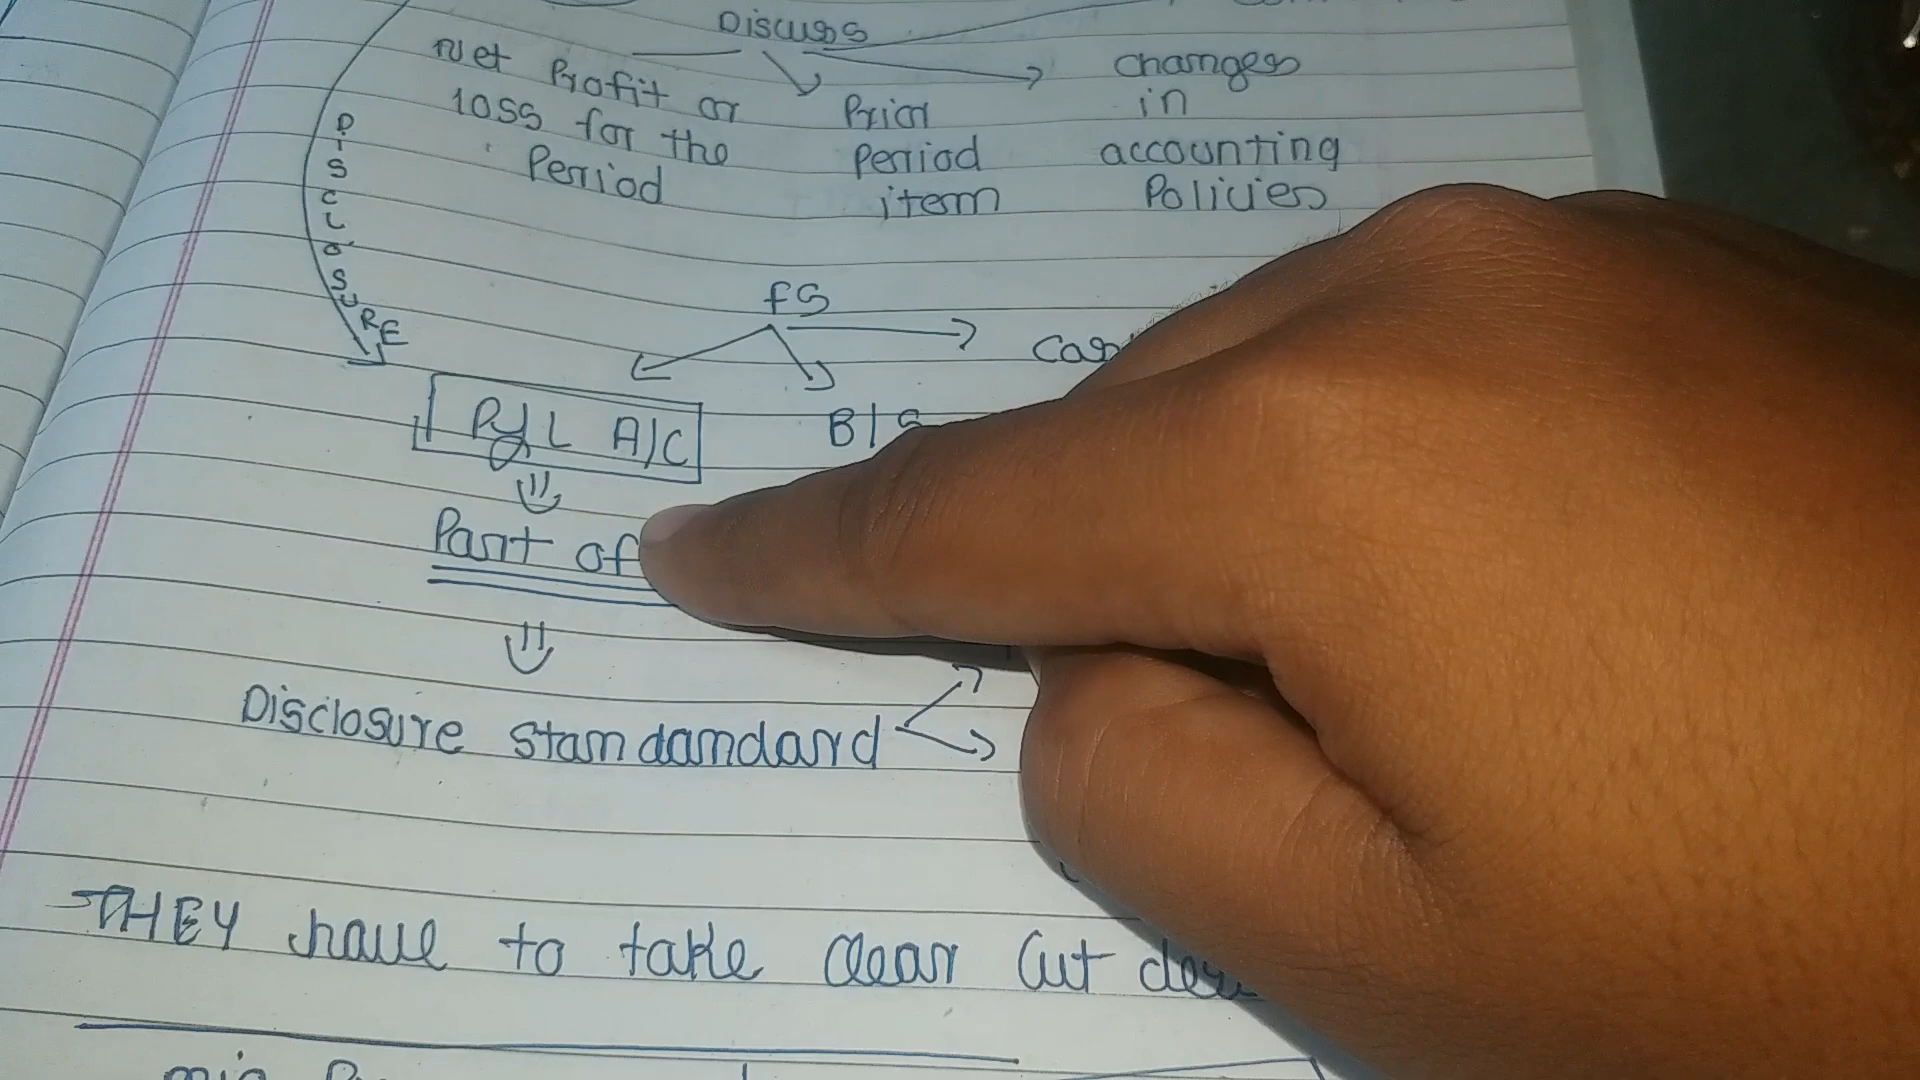 Discuss
Net Profit or
loss for the
Period
Prior
Period
item
changes
in
accounting
Policies
DISCLOSURE
FS
P&L A/C
B/S
Part of
Disclosure stamdamdard
THEY have to take clear cut